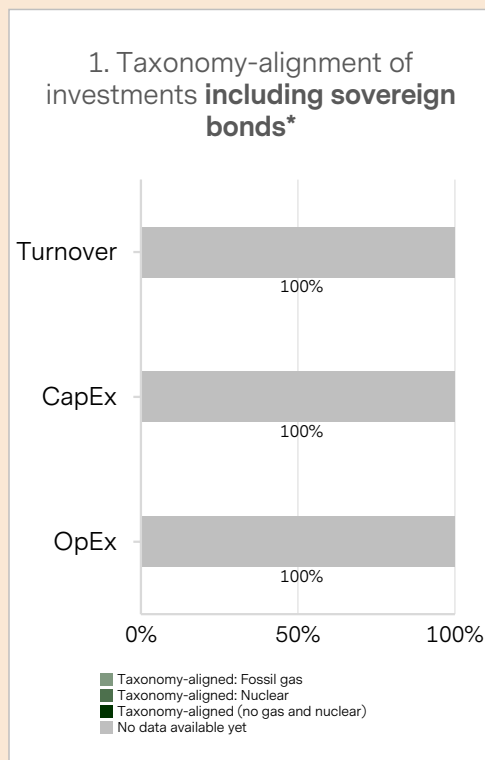 1. Taxonomy-alignment of
investments including sovereign
bonds*
Turnover
100%
CapEx
100%
OpEx
100%
0% 50% 100%
Taxonomy-aligned: Fossil gas
Taxonomy-aligned: Nuclear
Taxonomy-aligned (no gas and nuclear)
No data available yet